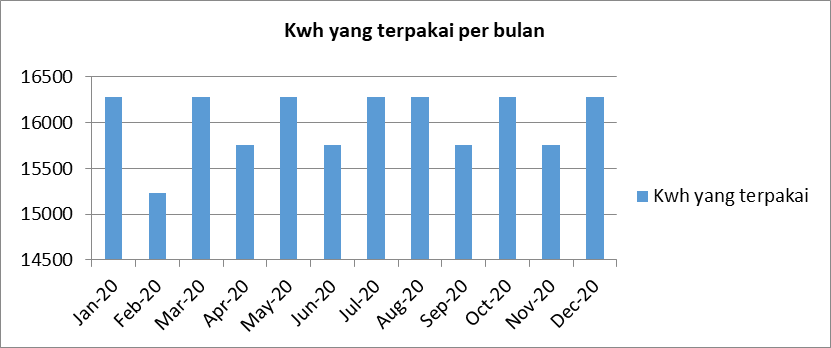 Kwh yang terpakai per bulan
16500
16000
15500
15000
14500
Jan-20
Feb-20
Mar-20
Apr-20
May-20
Jun-20
Jul-20
Aug-20
Sep-20
Oct-20
Nov-20
Dec-20
Kwh yang terpakai